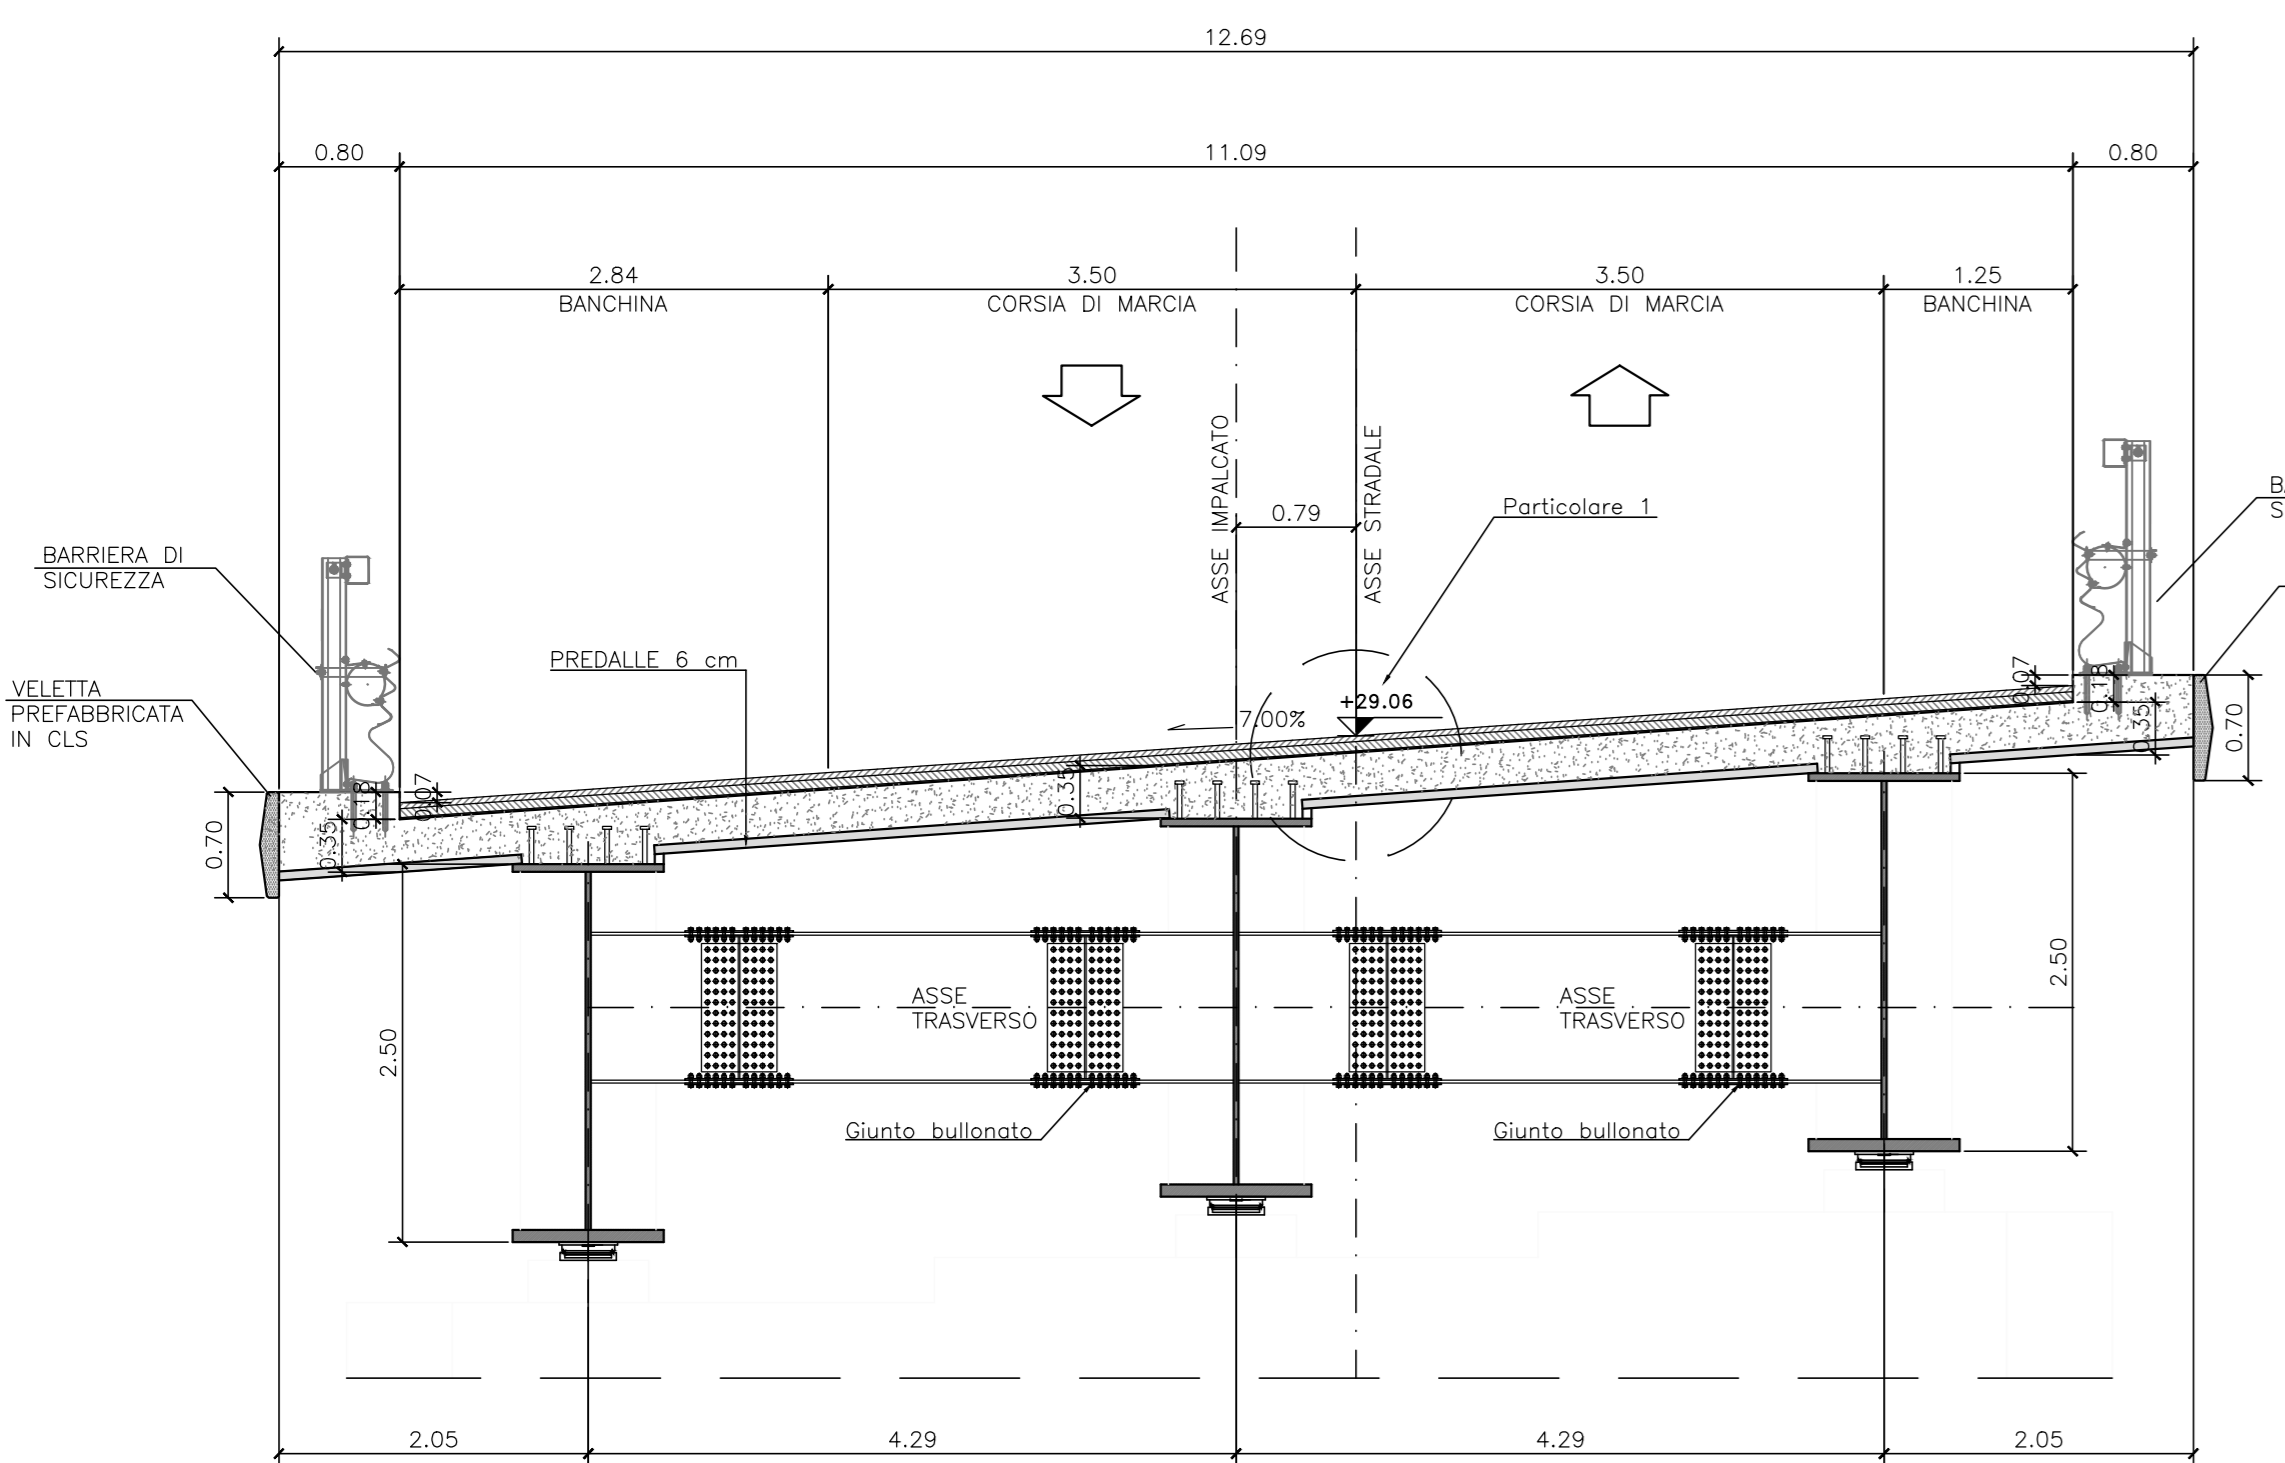 12.69
0.80
11.09
0.80
2.84
3.50
3.50
1.25
BANCHINA
CORSIA DI MARCIA
CORSIA DI MARCIA
BANCHINA
ASSE IMPALCATO
ASSE STRADALE
0.79
Particolare 1
BARRIERA DI
SICUREZZA
VELETTA
PREFABBRICATA
IN CLS
PREDALLE 6 cm
+29.06
7.00%
0.07
0.18
0.35
0.70
0.35
0.07
0.18
0.35
0.70
2.50
2.50
ASSE
TRASVERSO
ASSE
TRASVERSO
Giunto bullonato
Giunto bullonato
2.05
4.29
4.29
2.05